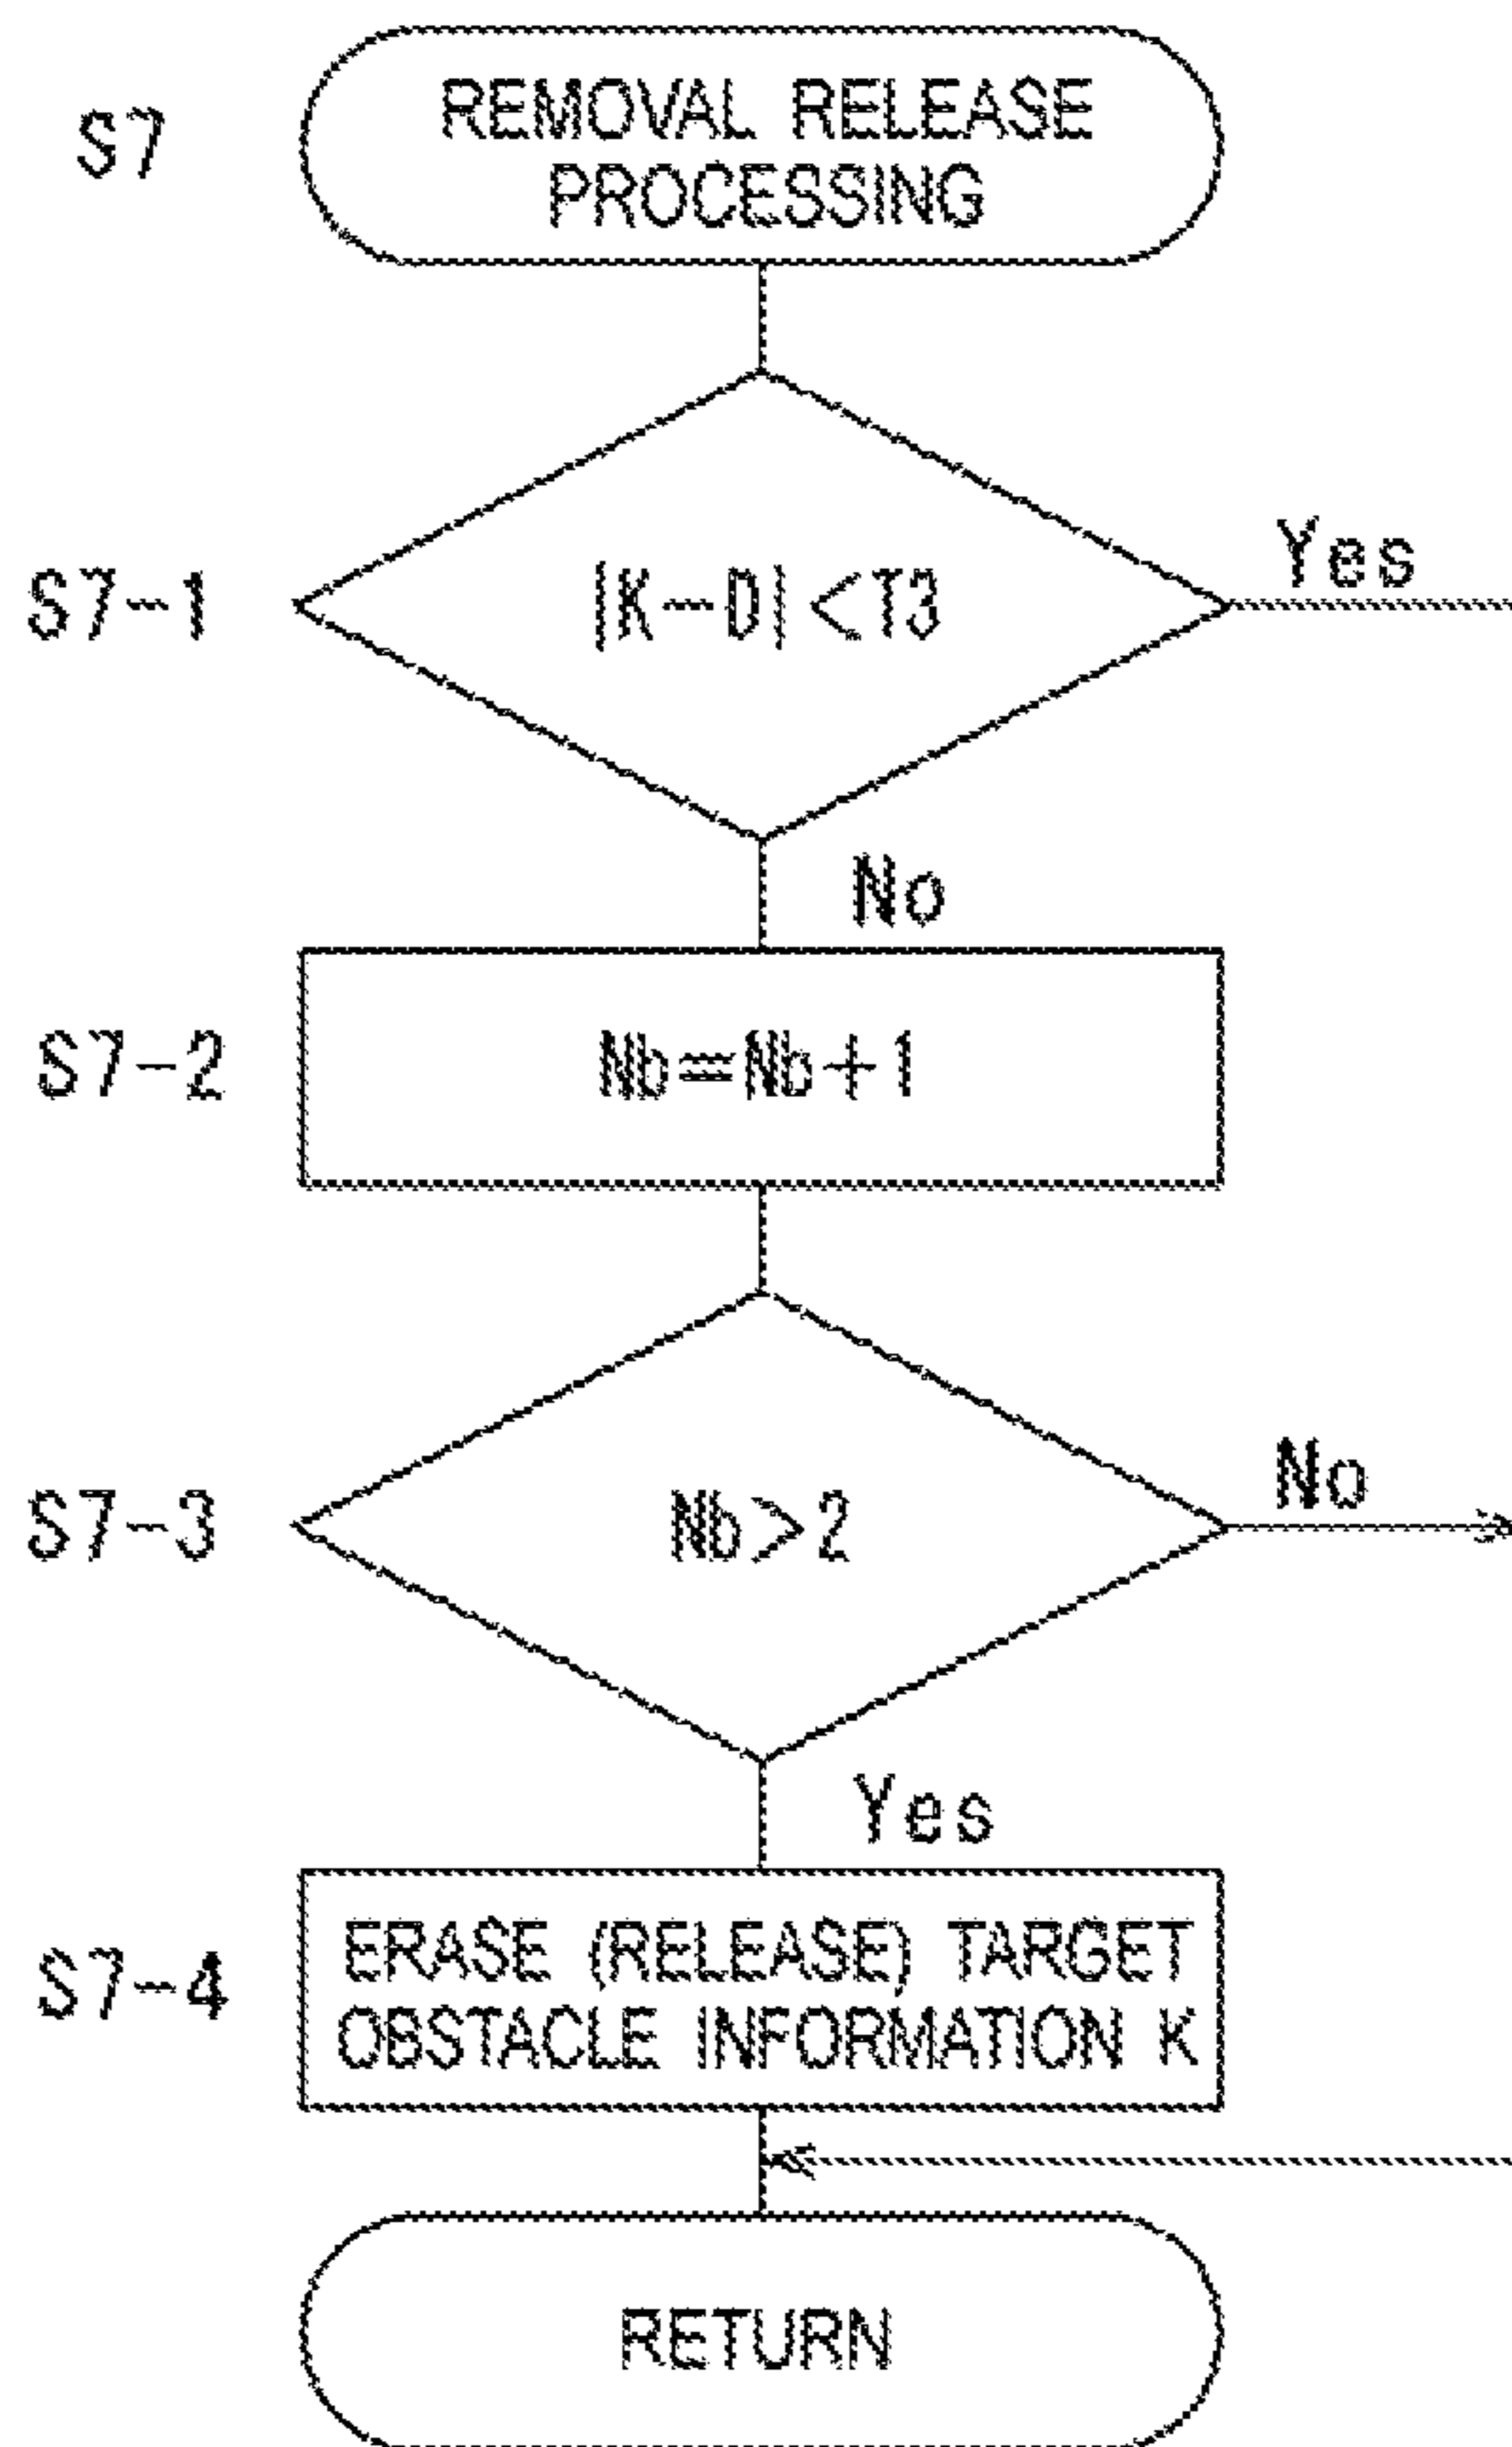 S7
REMOVAL RELEASE
PROCESSING
S7-1
|K-D|<T3
Yes
No
S7-2
Nb=Nb+1
S7-3
Nb>2
No
Yes
S7-4
ERASE (RELEASE) TARGET
OBSTACLE INFORMATION K
RETURN